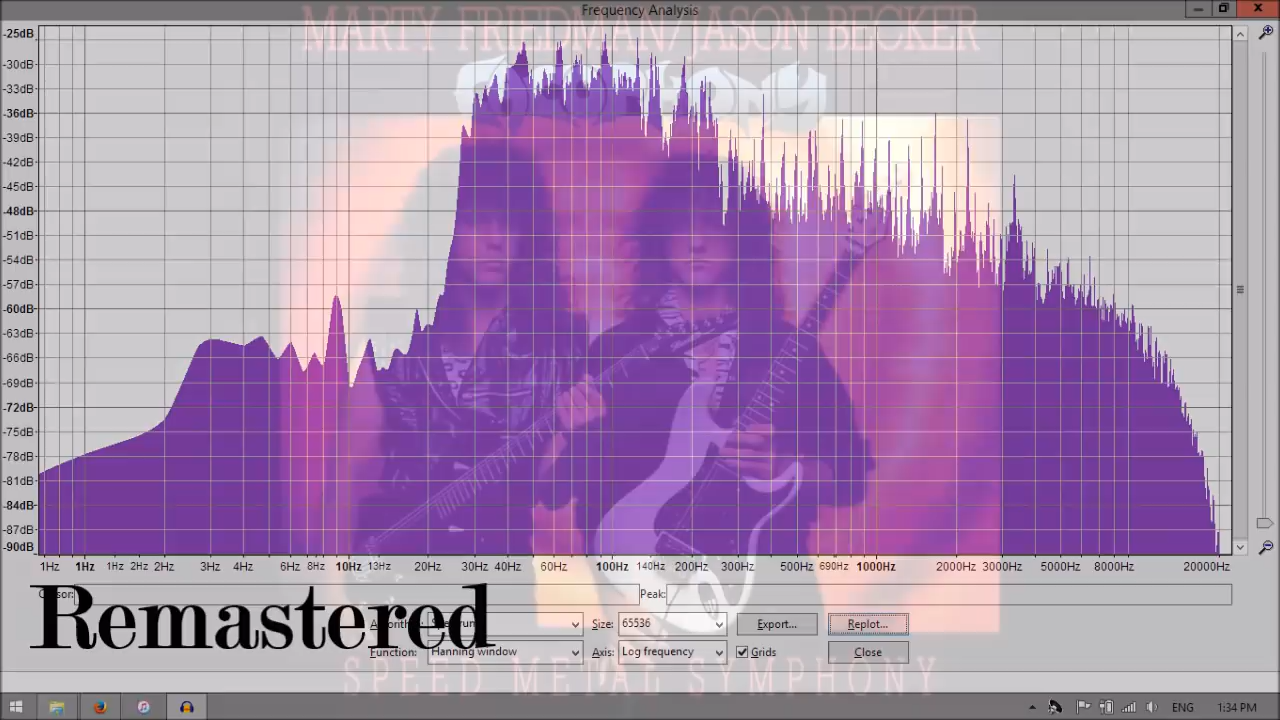 Frequency Analysis
MARTY FRIEDMAN/JASON BECKER
CACOPHONY
-25dB
-30dB
-33dB
-36dB
-39dB
-42dB
-45dB
-48dB
-51dB
-54dB
-57dB
-60dB
-63dB
-66dB
-69dB
-72dB
-75dB
-78dB
-81dB
-84dB
-87dB
-90dB
1Hz 1Hz 1Hz 2Hz 2Hz 3Hz 4Hz 6Hz 8Hz 10Hz 13Hz 20Hz 30Hz 40Hz 60Hz 100Hz 140Hz 200Hz 300Hz 500Hz 690Hz 1000Hz 2000Hz 3000Hz 5000Hz 8000Hz 20000Hz
Cursor: Peak:
Remastered
Algorithm: Spectrum Size: 65536 Export... Replot...
Function: Hanning window Axis: Log frequency Grids Close
SPEED METAL SYMPHONY
ENG 1:34 PM